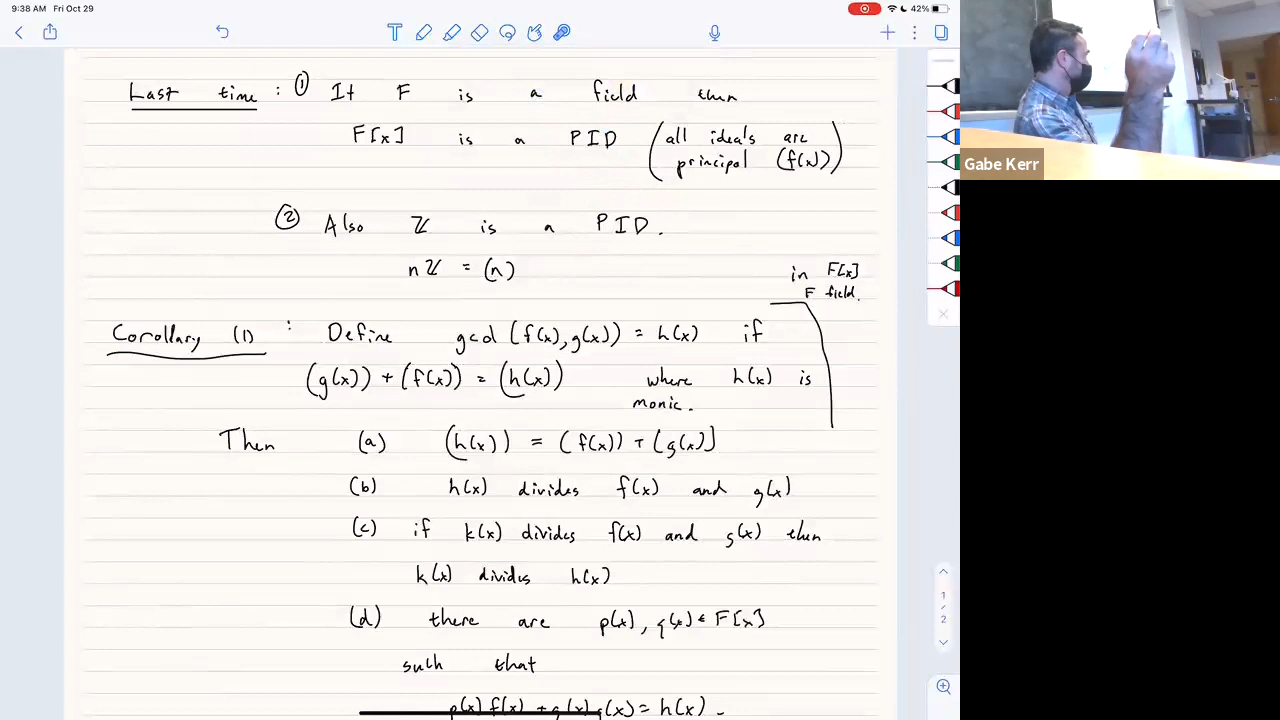 9:38 AM Fri Oct 29
42%
Last time : ① If F is a field then
F[x] is a PID (all ideals are
principal (f(x)))
② Also ℤ is a PID.
nℤ = (n)
in F[x]
F field.
Corollary (1) : Define gcd (f(x), g(x)) = h(x) if
(g(x)) + (f(x)) = (h(x)) where h(x) is
monic.
Then (a) (h(x)) = (f(x)) + (g(x))
(b) h(x) divides f(x) and g(x)
(c) if k(x) divides f(x) and g(x) then
k(x) divides h(x)
(d) there are p(x), q(x) ∈ F[x]
such that
p(x) f(x) + q(x) g(x) = h(x).
1
/
2
Gabe Kerr